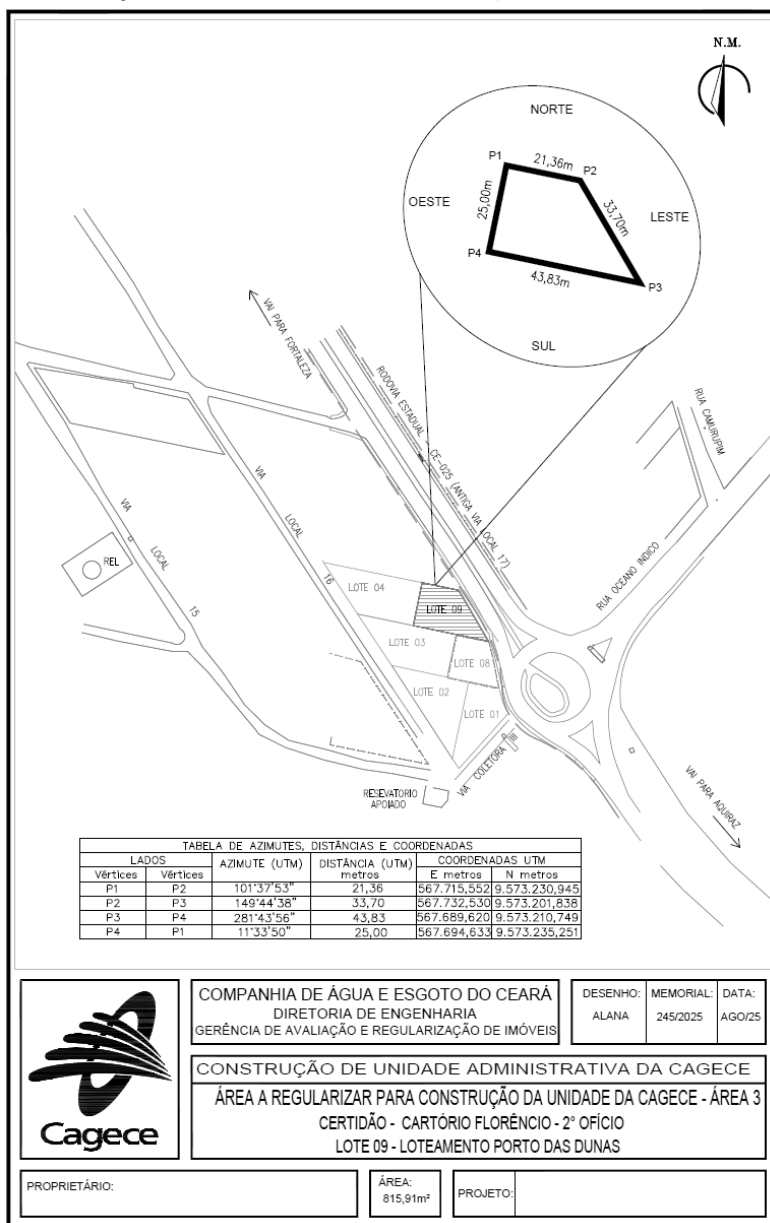 N.M.
NORTE
P1
21,36m
P2
OESTE
25,00m
33,70m
LESTE
P4
43,83m
P3
SUL
VAI PARA FORTALEZA
RODOVIA ESTADUAL - CE-025 (ANTIGA VIA LOCAL 17)
RUA CAMURUPIM
VIA LOCAL 15
VIA LOCAL 16
REL
RUA OCEANO INDICO
LOTE 04
LOTE 09
LOTE 03
LOTE 08
LOTE 02
LOTE 01
VIA COLETORA
RESEVATORIO
APOIADO
VAI PARA AQUIRAZ
TABELA DE AZIMUTES, DISTÂNCIAS E COORDENADAS
LADOS AZIMUTE (UTM) DISTÂNCIA (UTM) metros COORDENADAS UTM
Vértices Vértices E metros N metros
P1 P2 101°37'53" 21,36 567.715,552 9.573.230,945
P2 P3 149°44'38" 33,70 567.732,530 9.573.201,838
P3 P4 281°43'56" 43,83 567.689,620 9.573.210,749
P4 P1 11°33'50" 25,00 567.694,633 9.573.235,251
Cagece
COMPANHIA DE ÁGUA E ESGOTO DO CEARÁ
DIRETORIA DE ENGENHARIA
GERÊNCIA DE AVALIAÇÃO E REGULARIZAÇÃO DE IMÓVEIS
DESENHO: MEMORIAL: DATA:
ALANA 245/2025 AGO/25
CONSTRUÇÃO DE UNIDADE ADMINISTRATIVA DA CAGECE
ÁREA A REGULARIZAR PARA CONSTRUÇÃO DA UNIDADE DA CAGECE - ÁREA 3
CERTIDÃO - CARTÓRIO FLORÊNCIO - 2° OFÍCIO
LOTE 09 - LOTEAMENTO PORTO DAS DUNAS
PROPRIETÁRIO:
ÁREA:
815,91m²
PROJETO: